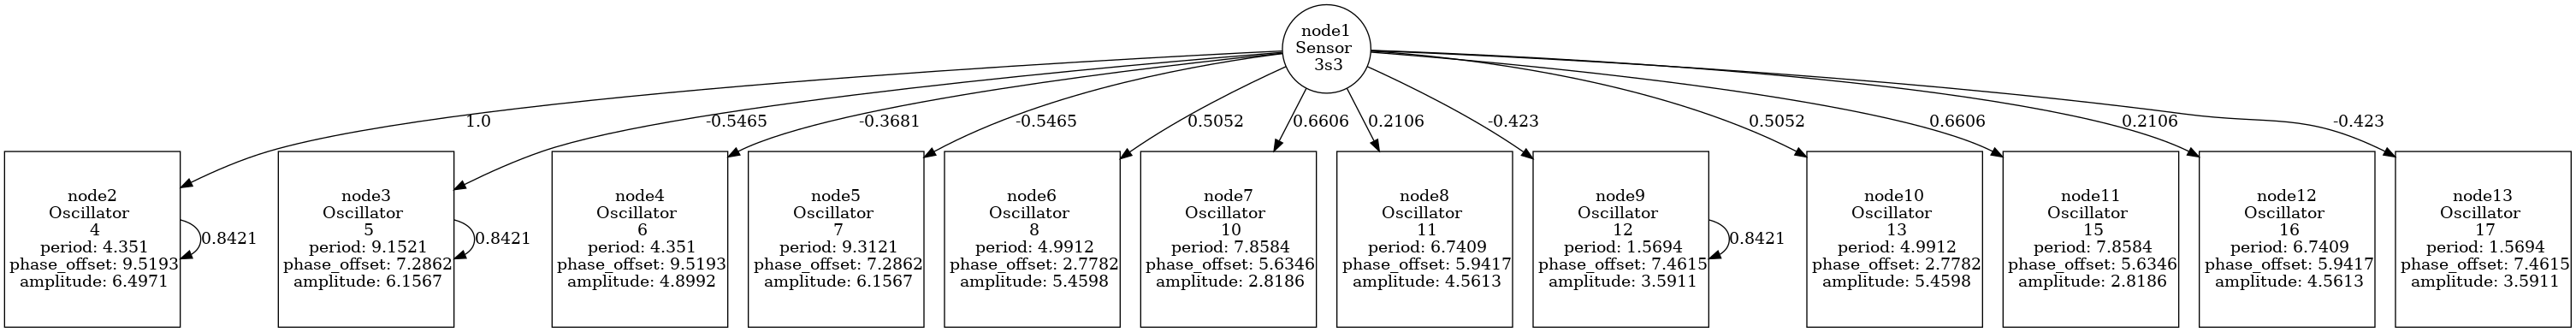 node1
Sensor
3s3
1.0
-0.5465
-0.3681
-0.5465
0.5052
0.6606
0.2106
-0.423
0.5052
0.6606
0.2106
-0.423
node2
Oscillator
4
period: 4.351
phase_offset: 9.5193
amplitude: 6.4971
0.8421
node3
Oscillator
5
period: 9.1521
phase_offset: 7.2862
amplitude: 6.1567
0.8421
node4
Oscillator
6
period: 4.351
phase_offset: 9.5193
amplitude: 4.8992
node5
Oscillator
7
period: 9.3121
phase_offset: 7.2862
amplitude: 6.1567
node6
Oscillator
8
period: 4.9912
phase_offset: 2.7782
amplitude: 5.4598
node7
Oscillator
10
period: 7.8584
phase_offset: 5.6346
amplitude: 2.8186
node8
Oscillator
11
period: 6.7409
phase_offset: 5.9417
amplitude: 4.5613
node9
Oscillator
12
period: 1.5694
phase_offset: 7.4615
amplitude: 3.5911
0.8421
node10
Oscillator
13
period: 4.9912
phase_offset: 2.7782
amplitude: 5.4598
node11
Oscillator
15
period: 7.8584
phase_offset: 5.6346
amplitude: 2.8186
node12
Oscillator
16
period: 6.7409
phase_offset: 5.9417
amplitude: 4.5613
node13
Oscillator
17
period: 1.5694
phase_offset: 7.4615
amplitude: 3.5911